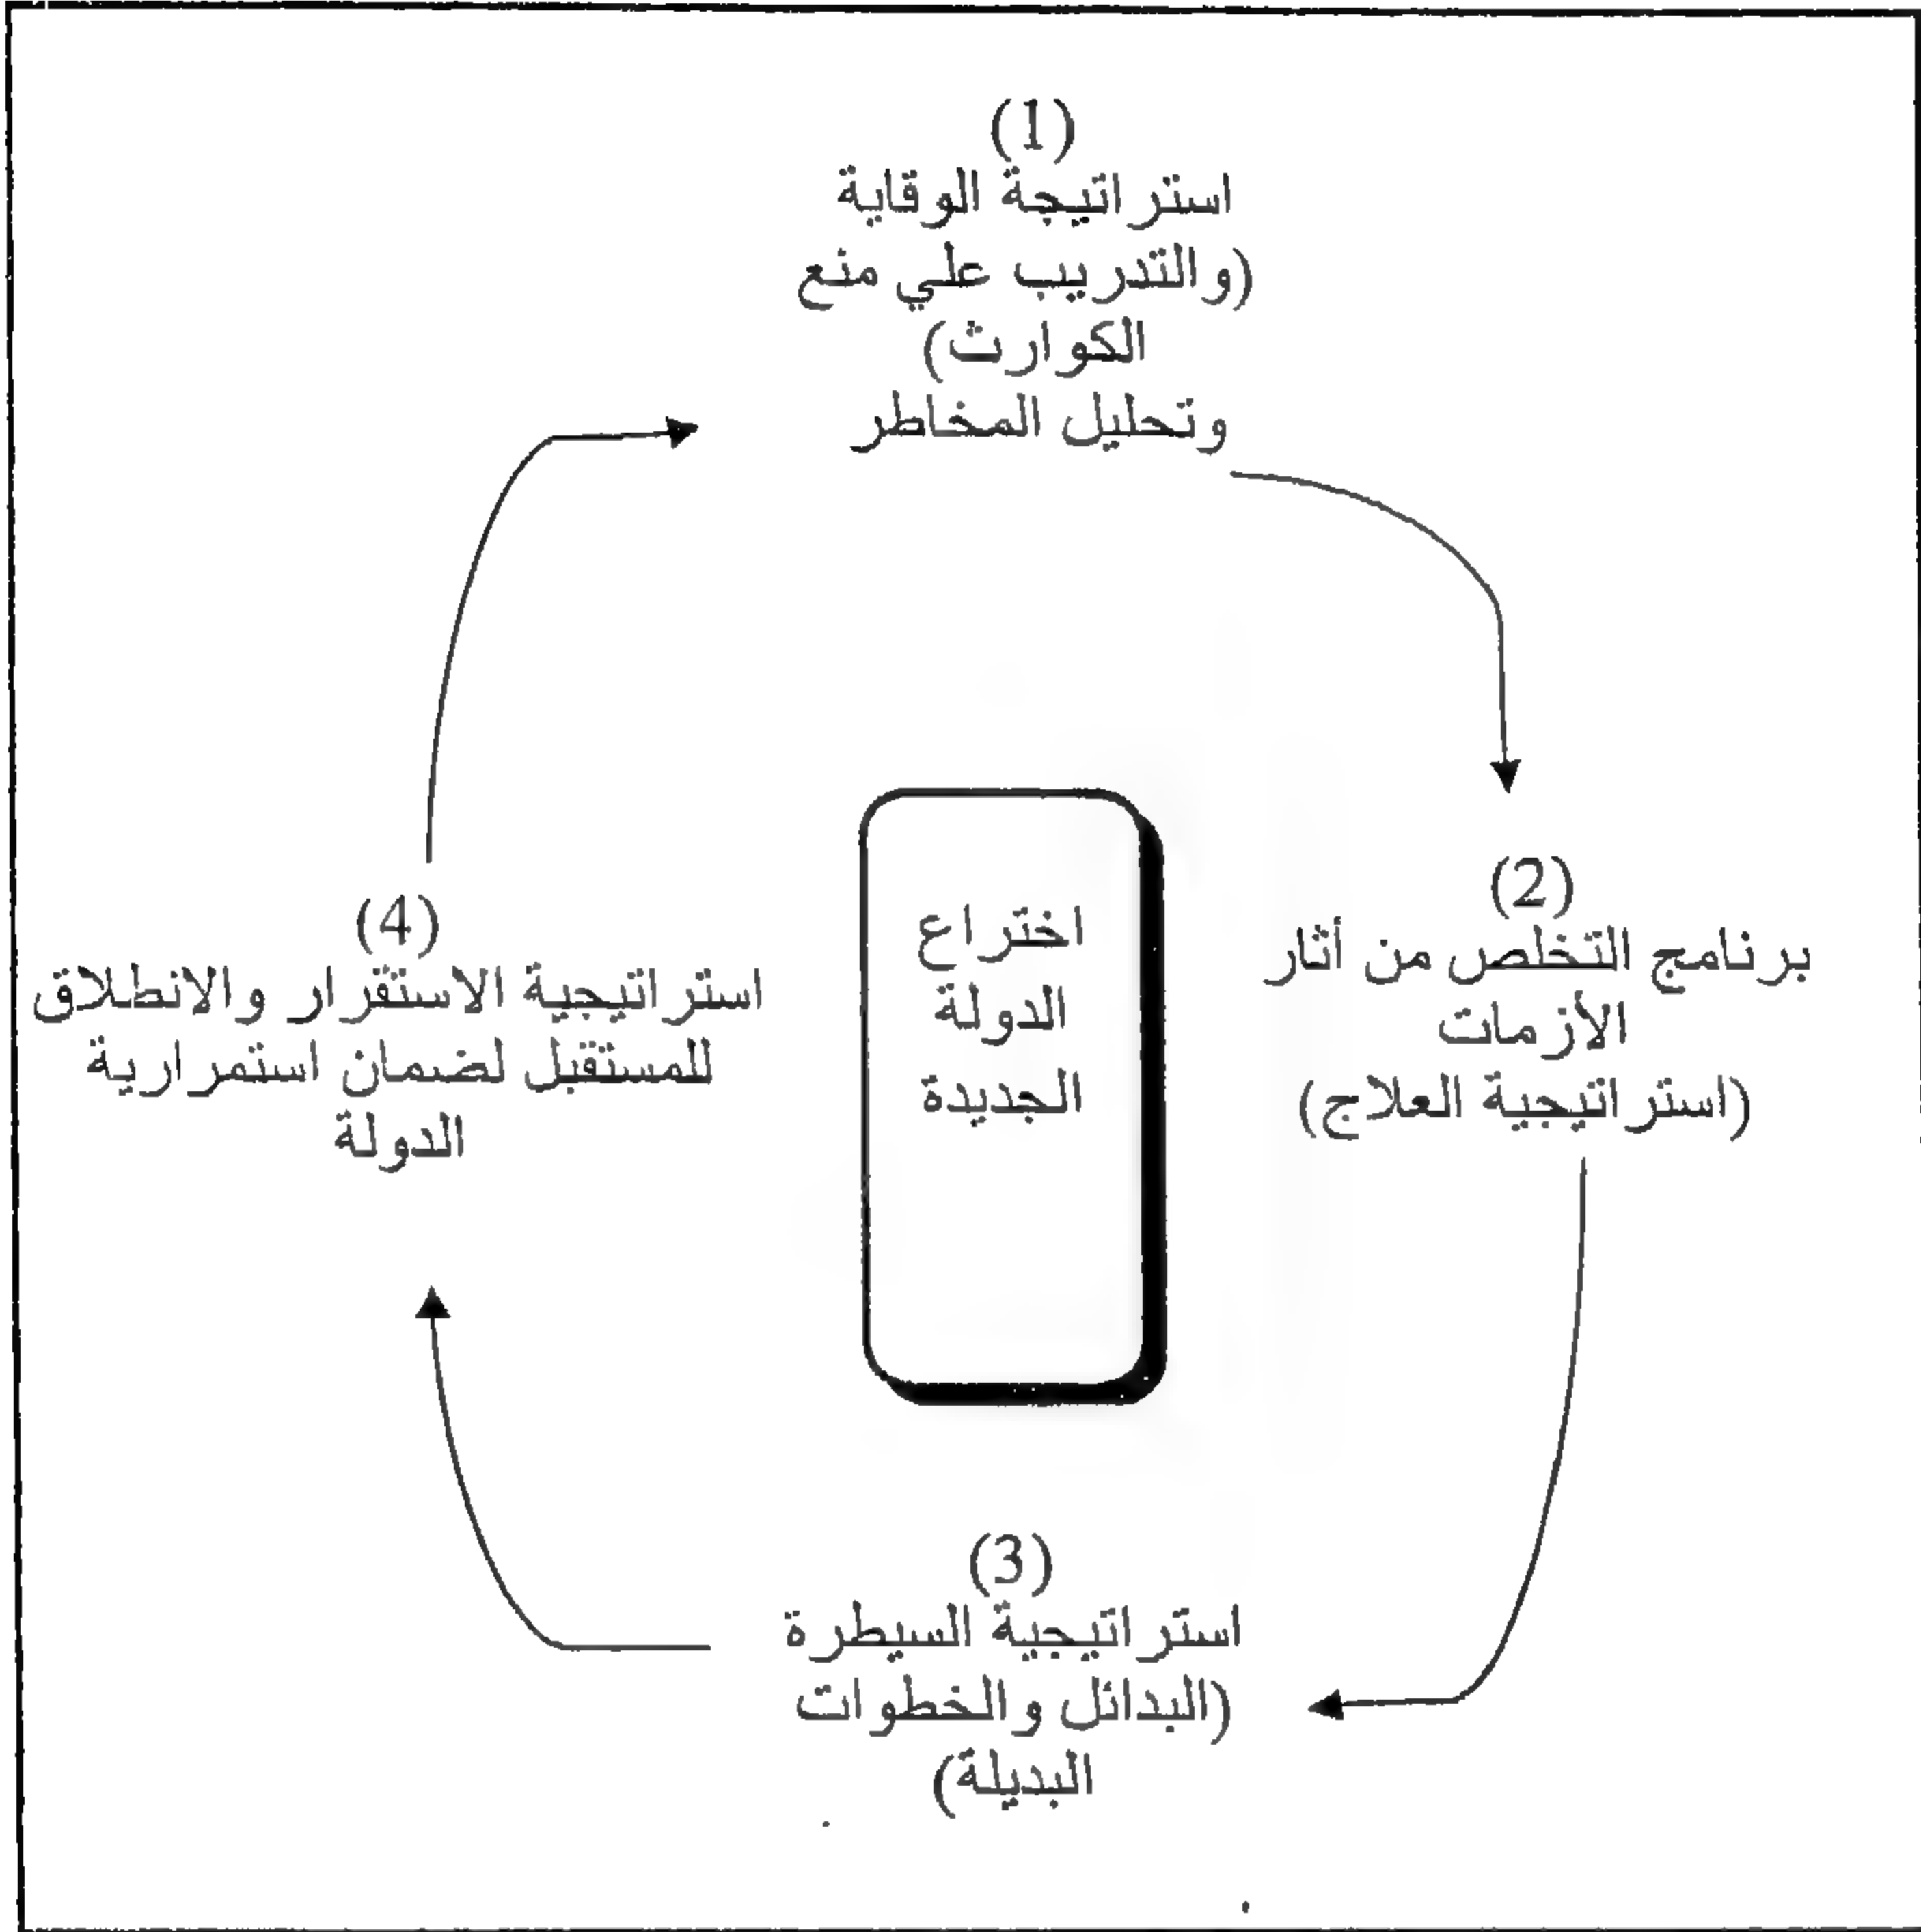 (1)
استراتيجة الوقاية
(والتدريب علي منع
الكوارث)
وتحليل المخاطر
(2)
برنامج التخلص من أثار
الأزمات
(استراتيجية العلاج)
(3)
استراتيجية السيطرة
(البدائل والخطوات
البديلة)
(4)
استراتيجية الاستقرار والانطلاق
للمستقبل لضمان استمرارية
الدولة
اختراع
الدولة
الجديدة